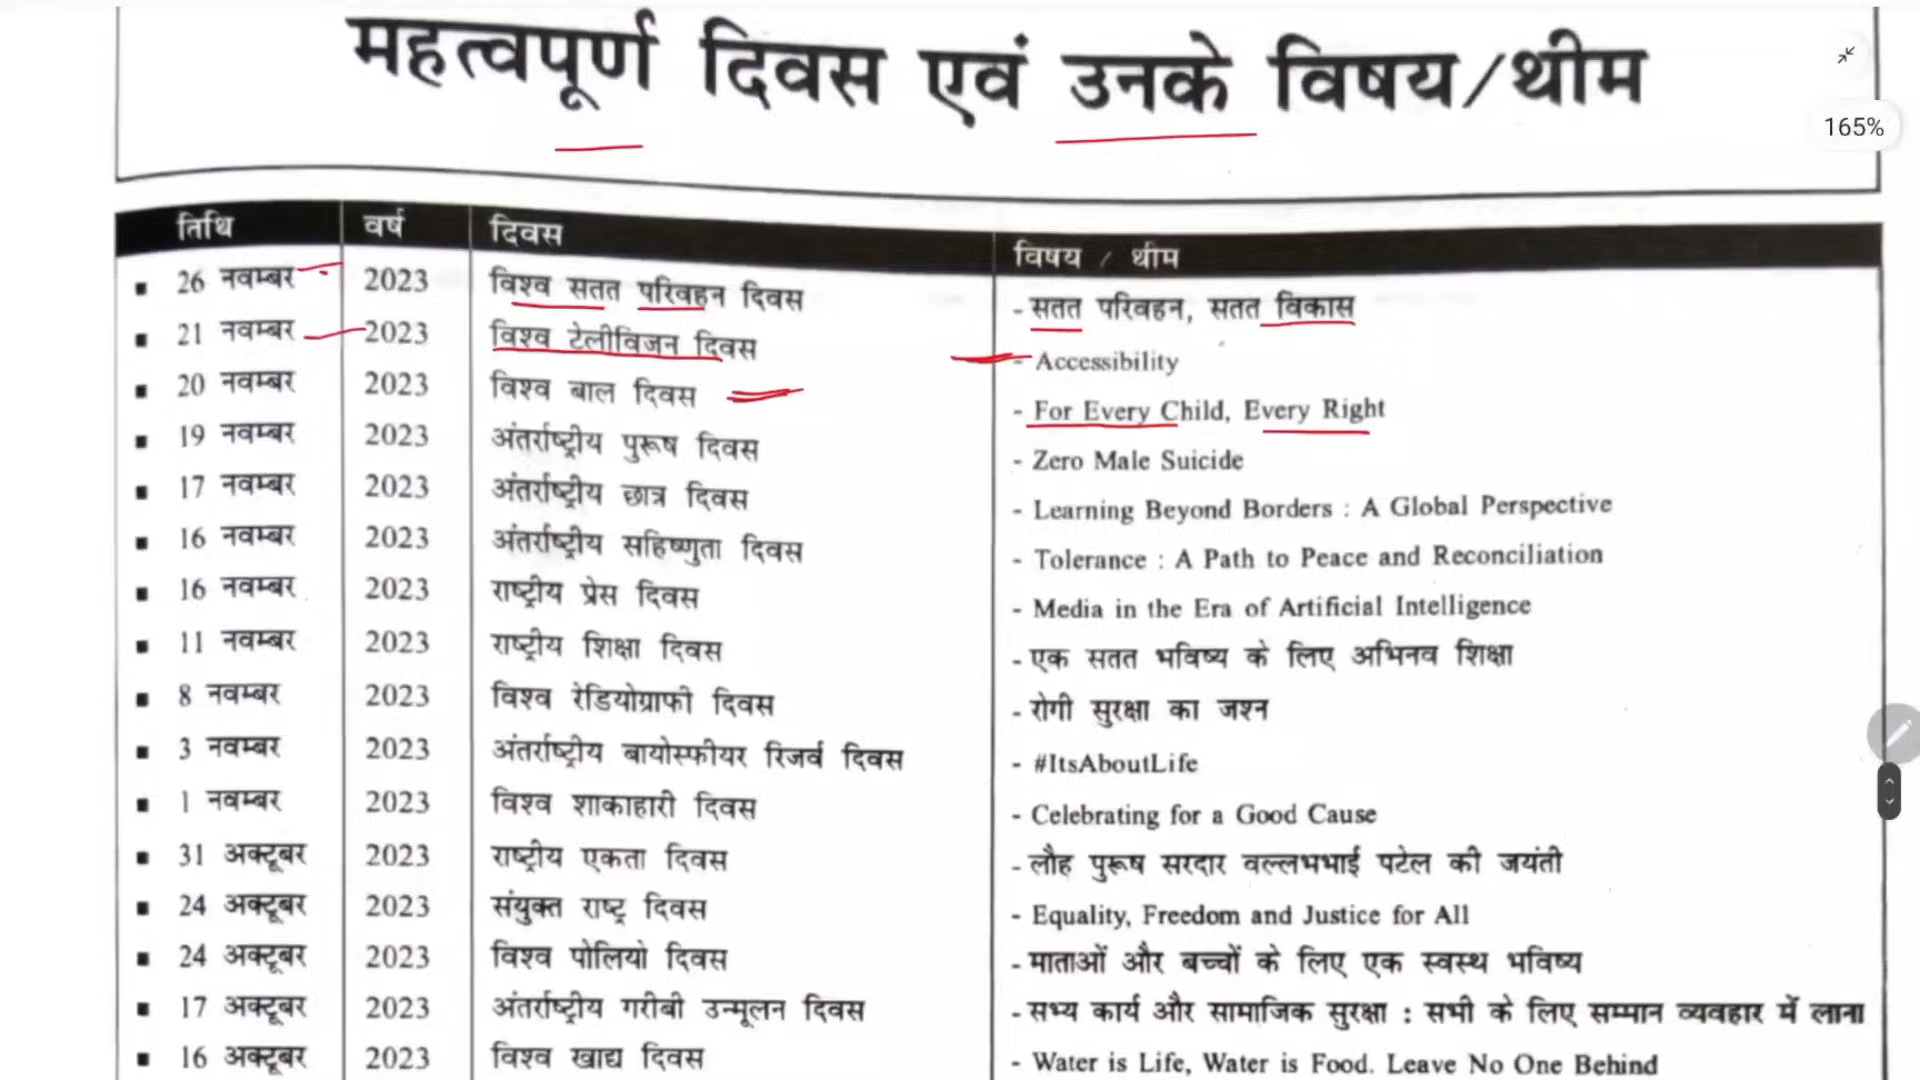 महत्वपूर्ण दिवस एवं उनके विषय/थीम
165%
तिथि वर्ष दिवस विषय / थीम
26 नवम्बर 2023 विश्व सतत परिवहन दिवस - सतत परिवहन, सतत विकास
21 नवम्बर 2023 विश्व टेलीविजन दिवस - Accessibility
20 नवम्बर 2023 विश्व बाल दिवस - For Every Child, Every Right
19 नवम्बर 2023 अंतर्राष्ट्रीय पुरूष दिवस - Zero Male Suicide
17 नवम्बर 2023 अंतर्राष्ट्रीय छात्र दिवस - Learning Beyond Borders : A Global Perspective
16 नवम्बर 2023 अंतर्राष्ट्रीय सहिष्णुता दिवस - Tolerance : A Path to Peace and Reconciliation
16 नवम्बर 2023 राष्ट्रीय प्रेस दिवस - Media in the Era of Artificial Intelligence
11 नवम्बर 2023 राष्ट्रीय शिक्षा दिवस - एक सतत भविष्य के लिए अभिनव शिक्षा
8 नवम्बर 2023 विश्व रेडियोग्राफी दिवस - रोगी सुरक्षा का जश्न
3 नवम्बर 2023 अंतर्राष्ट्रीय बायोस्फीयर रिजर्व दिवस - #ItsAboutLife
1 नवम्बर 2023 विश्व शाकाहारी दिवस - Celebrating for a Good Cause
31 अक्टूबर 2023 राष्ट्रीय एकता दिवस - लौह पुरूष सरदार वल्लभभाई पटेल की जयंती
24 अक्टूबर 2023 संयुक्त राष्ट्र दिवस - Equality, Freedom and Justice for All
24 अक्टूबर 2023 विश्व पोलियो दिवस - माताओं और बच्चों के लिए एक स्वस्थ भविष्य
17 अक्टूबर 2023 अंतर्राष्ट्रीय गरीबी उन्मूलन दिवस - सभ्य कार्य और सामाजिक सुरक्षा : सभी के लिए सम्मान व्यवहार में लाना
16 अक्टूबर 2023 विश्व खाद्य दिवस - Water is Life, Water is Food. Leave No One Behind